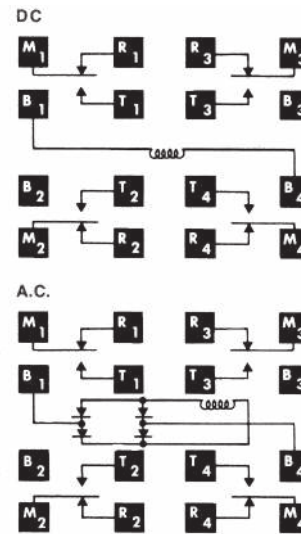 DC
M1 R1 R3 M3
B1 T1 T3 B3
B2 T2 T4 B4
M2 R2 R4 M4
A.C.
M1 R1 R3 M3
B1 T1 T3 B3
B2 T2 T4 B4
M2 R2 R4 M4